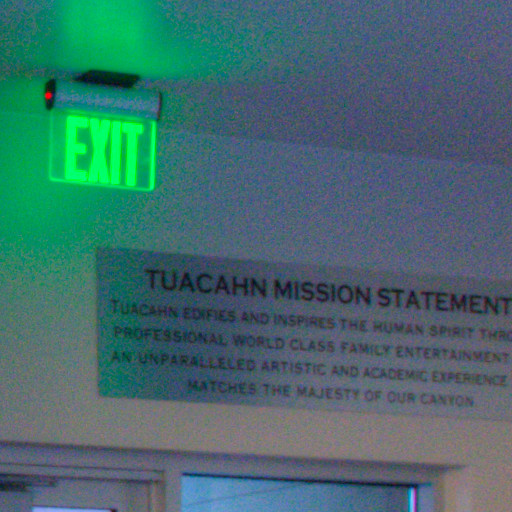 EXIT
TUACAHN MISSION STATEMENT
TUACAHN EDIFIES AND INSPIRES THE HUMAN SPIRIT THRO
PROFESSIONAL WORLD CLASS FAMILY ENTERTAINMENT
AN UNPARALLELED ARTISTIC AND ACADEMIC EXPERIENCE
MATCHES THE MAJESTY OF OUR CANYON